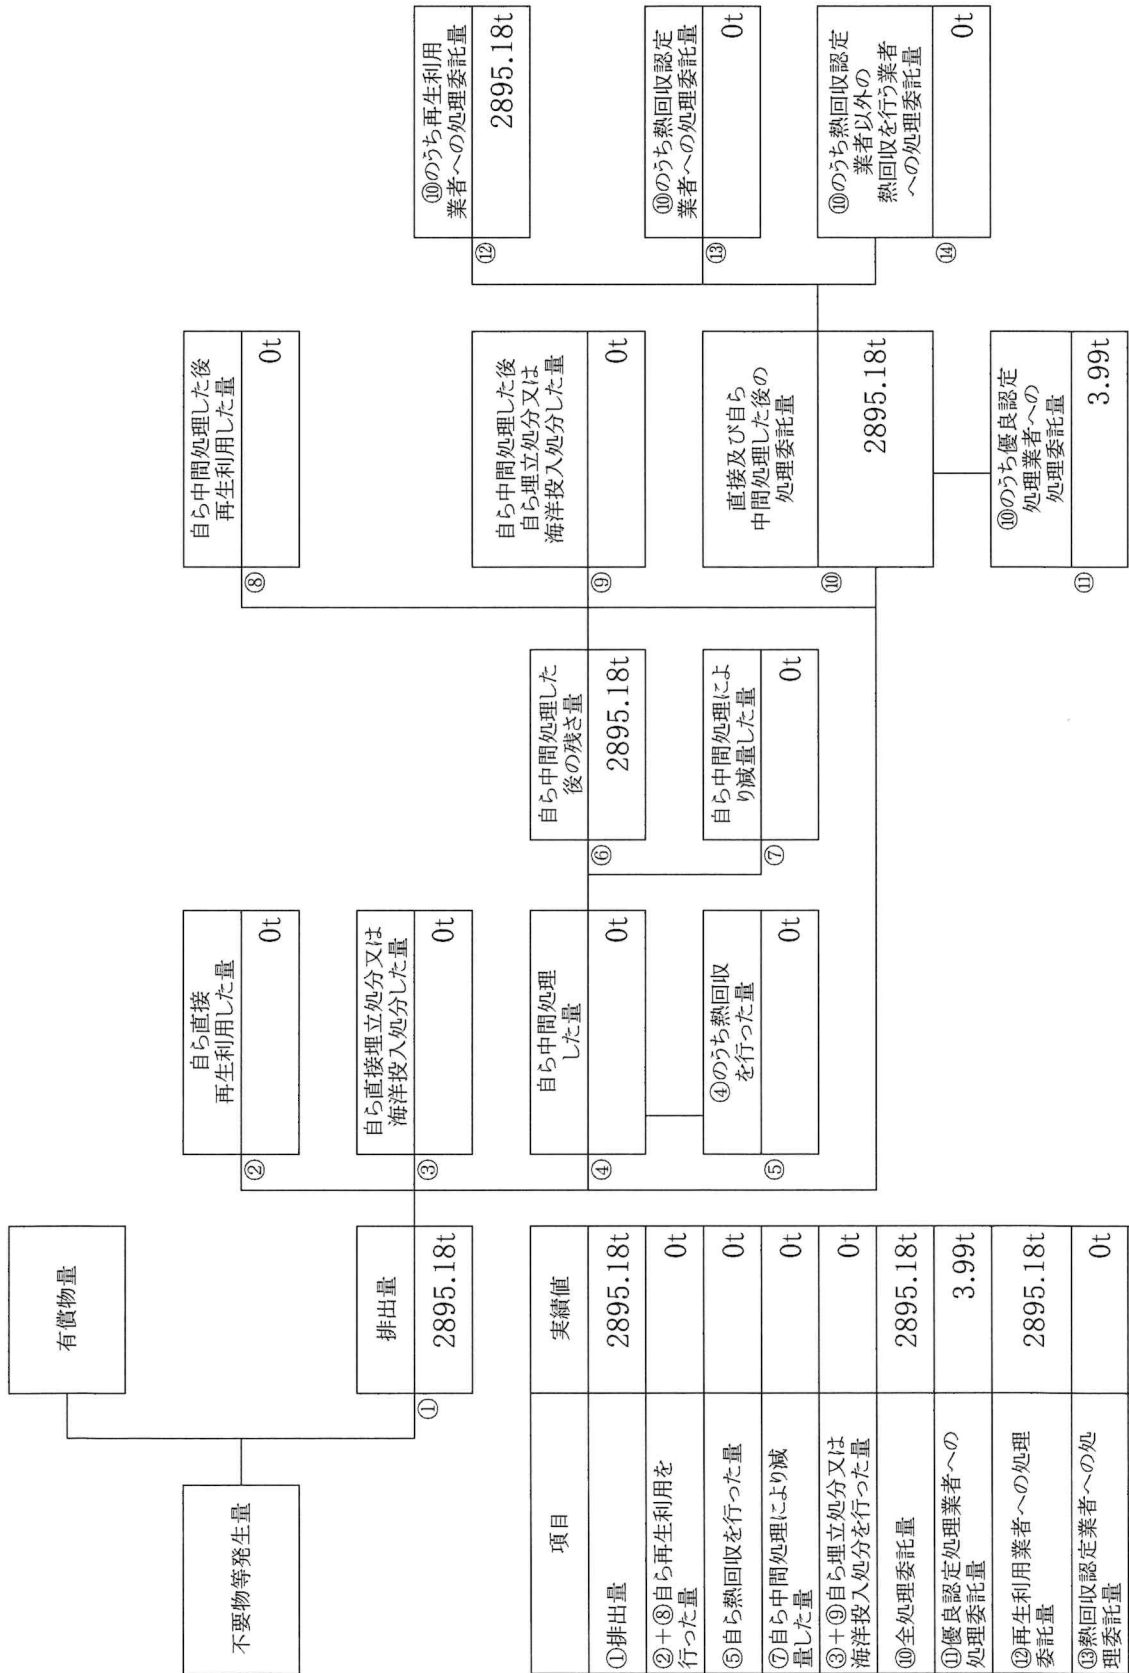 不要物等発生量
有償物量
①
排出量
2895.18t
②
自ら直接
再生利用した量
0t
③
自ら直接埋立処分又は
海洋投入処分した量
0t
④
自ら中間処理
した量
0t
⑤
④のうち熱回収
を行った量
0t
⑥
自ら中間処理した
後の残さ量
2895.18t
⑦
自ら中間処理によ
り減量した量
0t
⑧
自ら中間処理した後
再生利用した量
0t
⑨
自ら中間処理した後
自ら埋立処分又は
海洋投入処分した量
0t
⑩
直接及び自ら
中間処理した後の
処理委託量
2895.18t
⑪
⑩のうち優良認定
処理業者への
処理委託量
3.99t
⑫
⑩のうち再生利用
業者への処理委託量
2895.18t
⑬
⑩のうち熱回収認定
業者への処理委託量
0t
⑭
⑩のうち熱回収認定
業者以外の
熱回収を行う業者
への処理委託量
0t
項目
実績値
①排出量
2895.18t
②+⑧自ら再生利用を
行った量
0t
⑤自ら熱回収を行った量
0t
⑦自ら中間処理により減
量した量
0t
③+⑨自ら埋立処分又は
海洋投入処分を行った量
0t
⑩全処理委託量
2895.18t
⑪優良認定処理業者への
処理委託量
3.99t
⑫再生利用業者への処理
委託量
2895.18t
⑬熱回収認定業者への処
理委託量
0t